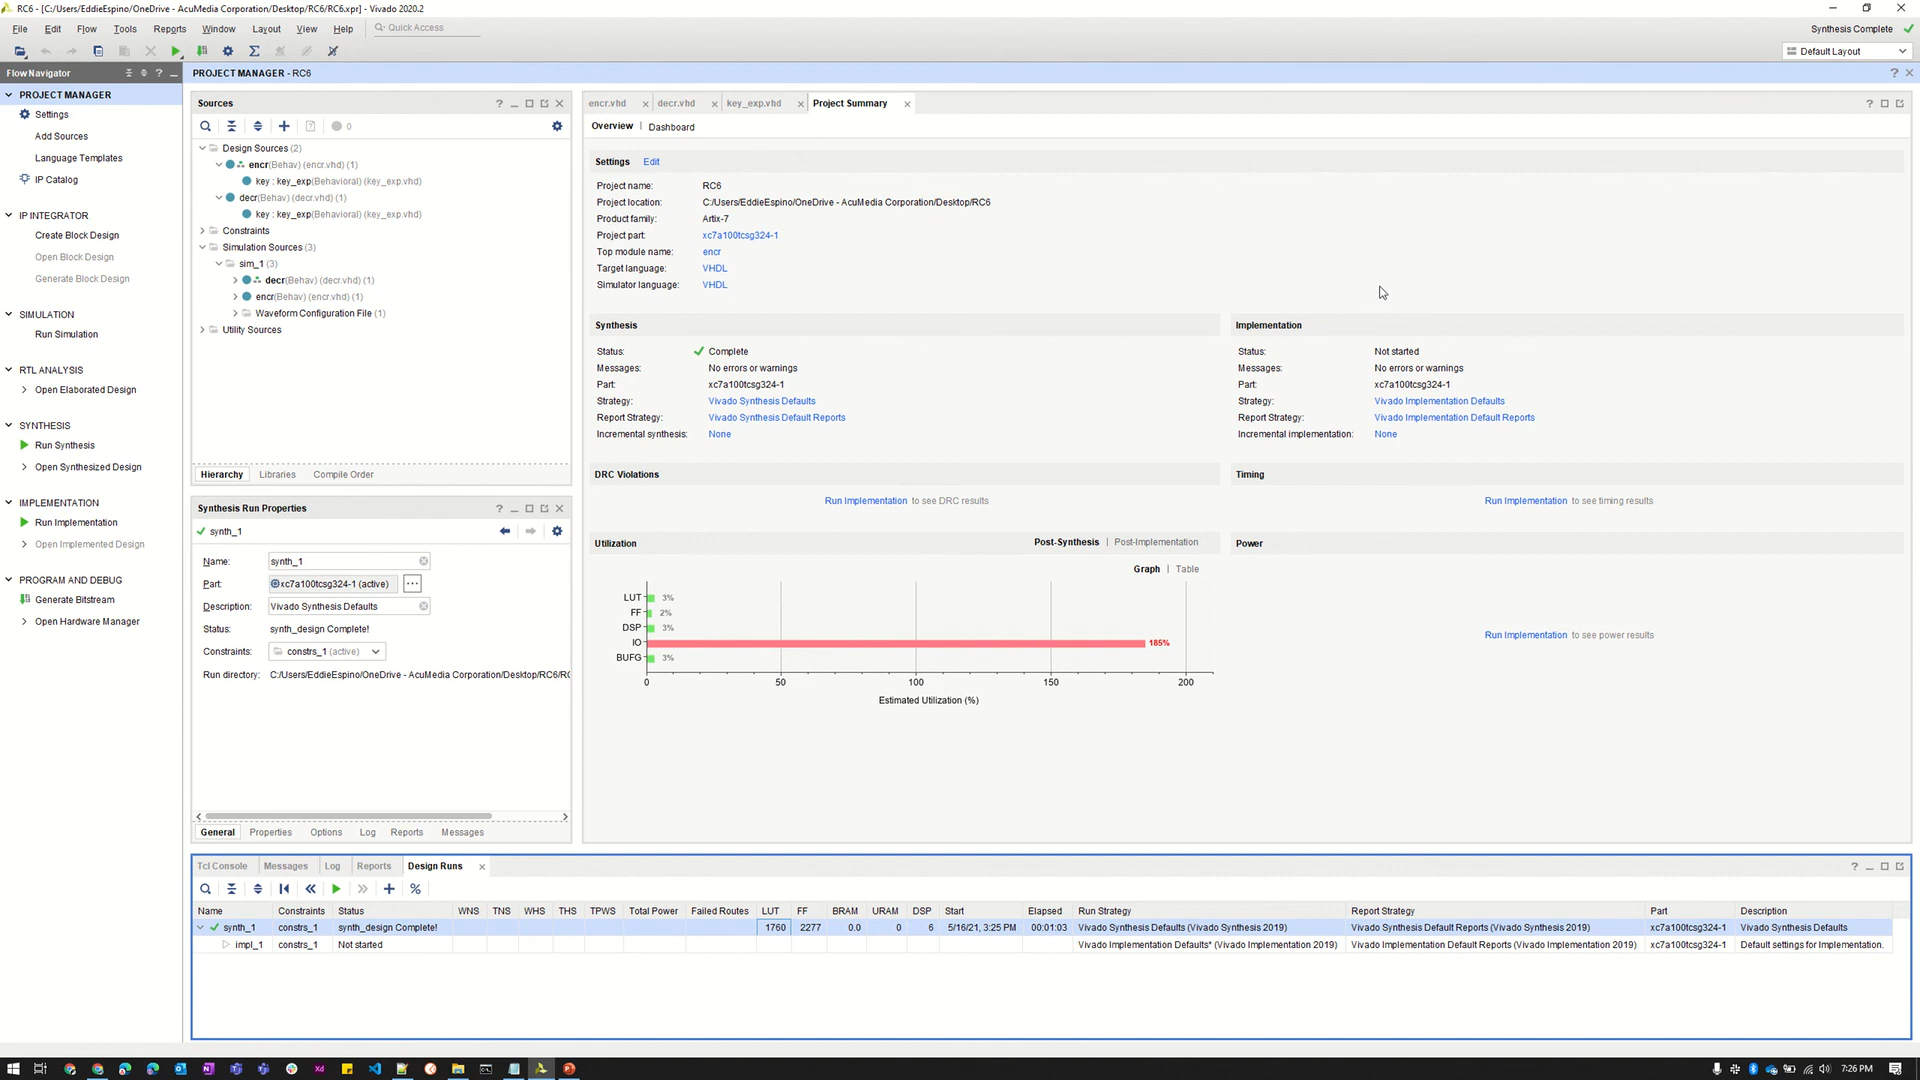 RC6 - [C:/Users/EddieEspino/OneDrive - AcuMedia Corporation/Desktop/RC6/RC6.xpr] - Vivado 2020.2
File Edit Flow Tools Reports Window Layout View Help Quick Access
Synthesis Complete
Default Layout
Flow Navigator
PROJECT MANAGER - RC6
PROJECT MANAGER
Settings
Add Sources
Language Templates
IP Catalog
IP INTEGRATOR
Create Block Design
Open Block Design
Generate Block Design
SIMULATION
Run Simulation
RTL ANALYSIS
Open Elaborated Design
SYNTHESIS
Run Synthesis
Open Synthesized Design
IMPLEMENTATION
Run Implementation
Open Implemented Design
PROGRAM AND DEBUG
Generate Bitstream
Open Hardware Manager
Sources
0
Design Sources (2)
encr(Behav) (encr.vhd) (1)
key : key_exp(Behavioral) (key_exp.vhd)
decr(Behav) (decr.vhd) (1)
key : key_exp(Behavioral) (key_exp.vhd)
Constraints
Simulation Sources (3)
sim_1 (3)
decr(Behav) (decr.vhd) (1)
encr(Behav) (encr.vhd) (1)
Waveform Configuration File (1)
Utility Sources
Hierarchy Libraries Compile Order
Synthesis Run Properties
synth_1
Name: synth_1
Part: xc7a100tcsg324-1 (active)
Description: Vivado Synthesis Defaults
Status: synth_design Complete!
Constraints: constrs_1 (active)
Run directory: C:/Users/EddieEspino/OneDrive - AcuMedia Corporation/Desktop/RC6/RC
General Properties Options Log Reports Messages
encr.vhd decr.vhd key_exp.vhd Project Summary
Overview | Dashboard
Settings Edit
Project name: RC6
Project location: C:/Users/EddieEspino/OneDrive - AcuMedia Corporation/Desktop/RC6
Product family: Artix-7
Project part: xc7a100tcsg324-1
Top module name: encr
Target language: VHDL
Simulator language: VHDL
Synthesis
Status: Complete
Messages: No errors or warnings
Part: xc7a100tcsg324-1
Strategy: Vivado Synthesis Defaults
Report Strategy: Vivado Synthesis Default Reports
Incremental synthesis: None
Implementation
Status: Not started
Messages: No errors or warnings
Part: xc7a100tcsg324-1
Strategy: Vivado Implementation Defaults
Report Strategy: Vivado Implementation Default Reports
Incremental implementation: None
DRC Violations
Run Implementation to see DRC results
Timing
Run Implementation to see timing results
Utilization Post-Synthesis | Post-Implementation
Graph | Table
LUT 3%
FF 2%
DSP 3%
IO 185%
BUFG 3%
0 50 100 150 200
Estimated Utilization (%)
Power
Run Implementation to see power results
Tcl Console Messages Log Reports Design Runs
Name Constraints Status WNS TNS WHS THS TPWS Total Power Failed Routes LUT FF BRAM URAM DSP Start Elapsed Run Strategy Report Strategy Part Description
synth_1 constrs_1 synth_design Complete! 1760 2277 0.0 0 6 5/16/21, 3:25 PM 00:01:03 Vivado Synthesis Defaults (Vivado Synthesis 2019) Vivado Synthesis Default Reports (Vivado Synthesis 2019) xc7a100tcsg324-1 Vivado Synthesis Defaults
impl_1 constrs_1 Not started Vivado Implementation Defaults* (Vivado Implementation 2019) Vivado Implementation Default Reports (Vivado Implementation 2019) xc7a100tcsg324-1 Default settings for Implementation.
7:26 PM